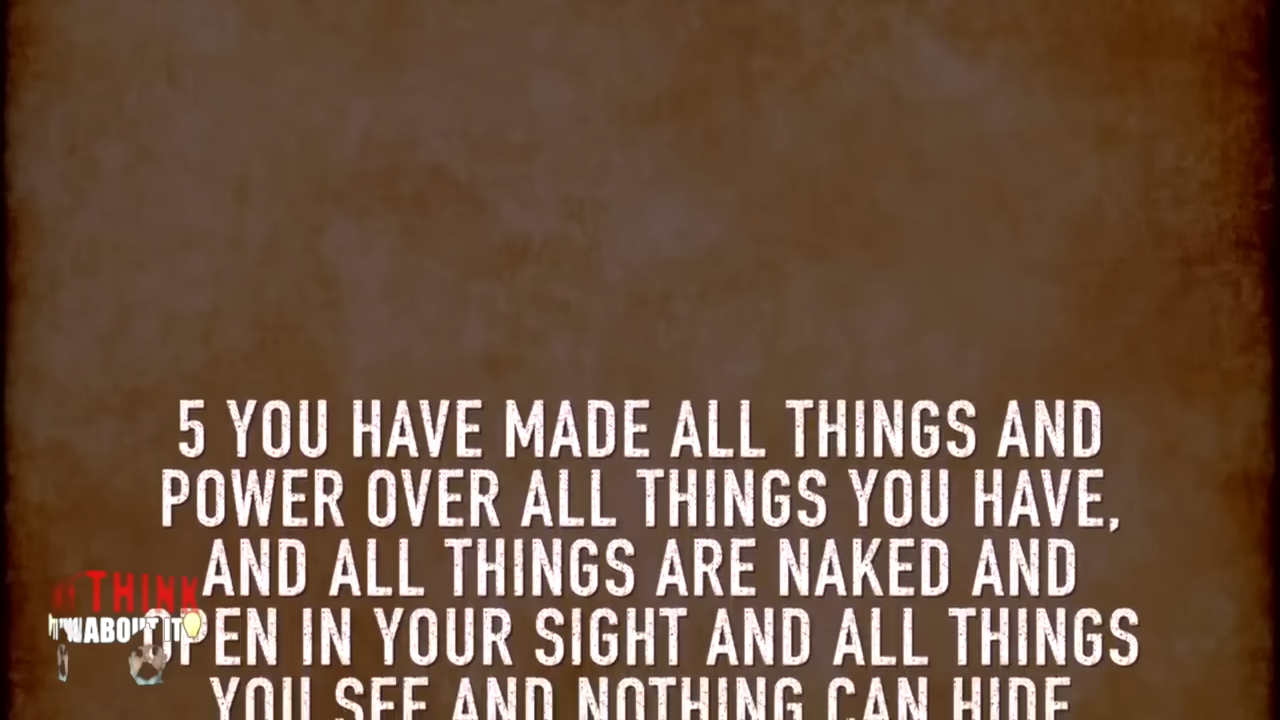 5 YOU HAVE MADE ALL THINGS AND
POWER OVER ALL THINGS YOU HAVE,
AND ALL THINGS ARE NAKED AND
OPEN IN YOUR SIGHT AND ALL THINGS
YOU SEE AND NOTHING CAN HIDE
THINK
ABOUT IT